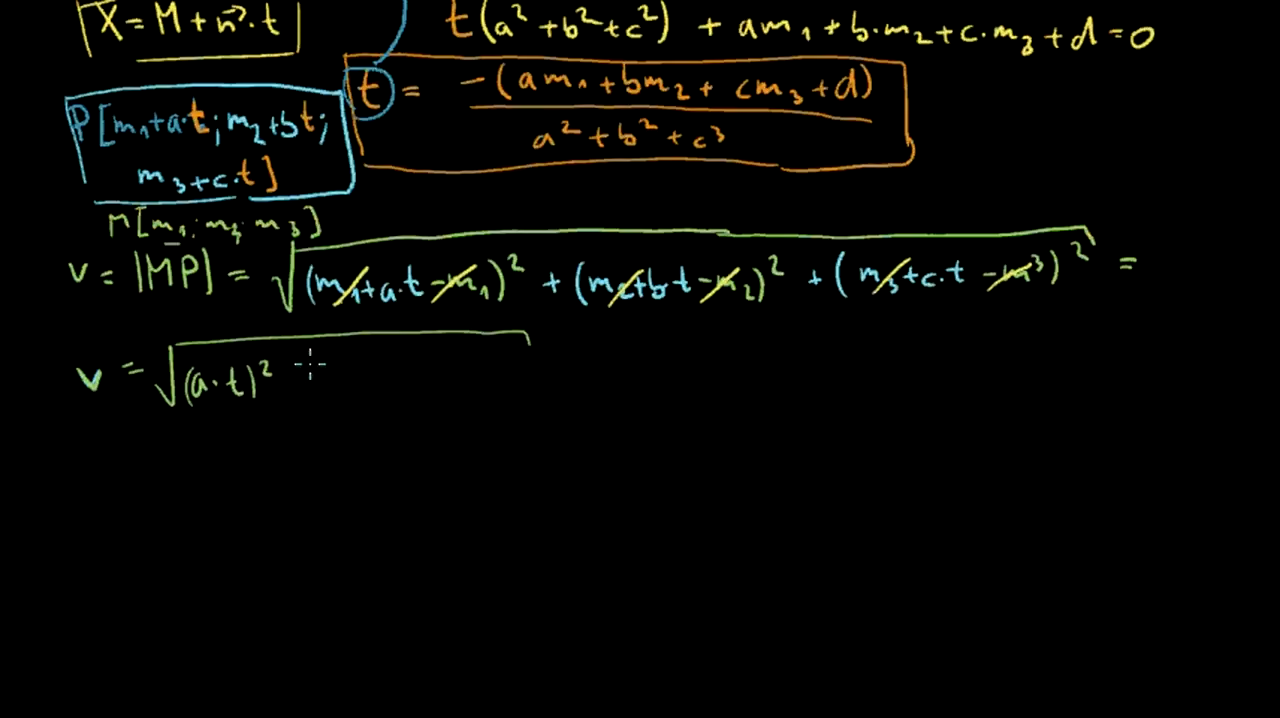 X = M + n⃗ · t
t(a² + b² + c²) + am₁ + b·m₂ + c·m₃ + d = 0
t = -(am₁ + bm₂ + cm₃ + d) / a² + b² + c³
P[m₁+a·t; m₂+bt;
m₃+c·t]
M[m₁; m₂; m₃]
v = |MP| = √(m₁+a·t-m₁)² + (m₂+b·t-m₂)² + (m₃+c·t-m³)² =
v = √(a·t)²